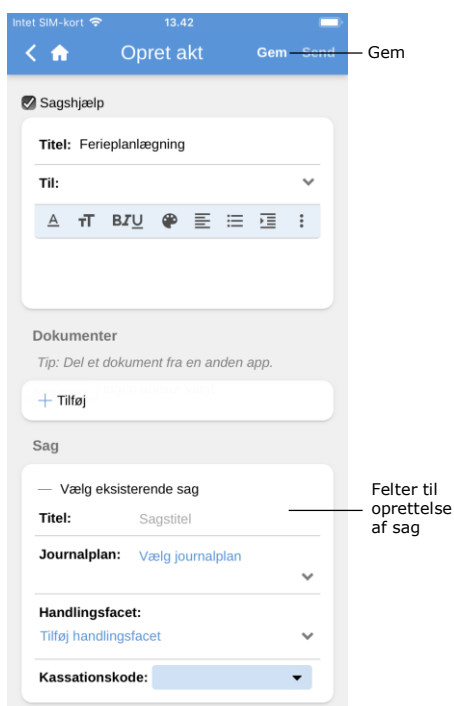 Intet SIM-kort 13.42
Opret akt Gem Send
Gem
Sagshjælp
Titel: Ferieplanlægning
Til:
A TT BIU
Dokumenter
Tip: Del et dokument fra en anden app.
+ Tilføj
Sag
— Vælg eksisterende sag
Titel: Sagstitel
Felter til
oprettelse
af sag
Journalplan: Vælg journalplan
Handlingsfacet:
Tilføj handlingsfacet
Kassationskode: